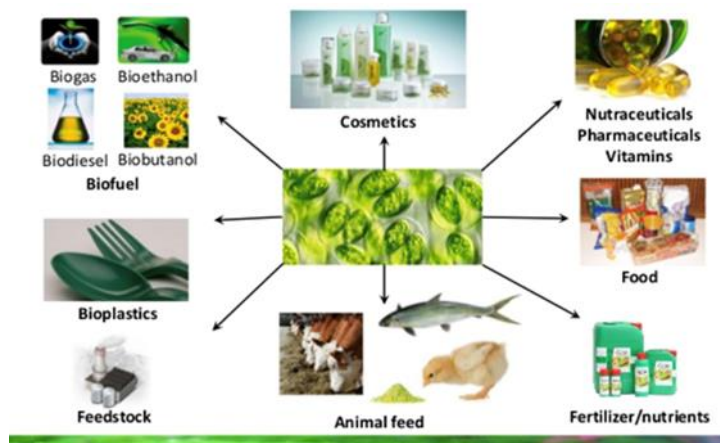 Biogas
Bioethanol
Biodiesel
Biobutanol
Biofuel
Cosmetics
Nutraceuticals
Pharmaceuticals
Vitamins
Bioplastics
Food
Feedstock
Animal feed
Fertilizer/nutrients